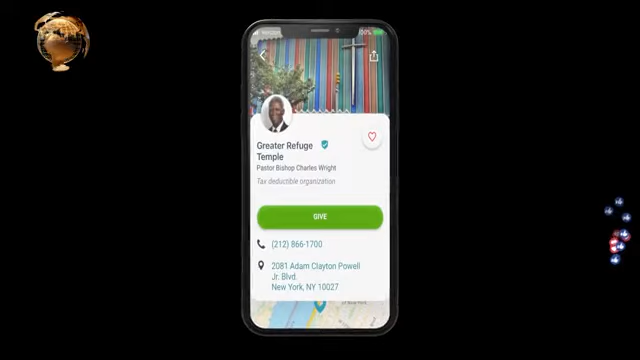 100%
Greater Refuge
Temple
Pastor Bishop Charles Wright
Tax deductible organization
GIVE
(212) 866-1700
2081 Adam Clayton Powell
Jr. Blvd.
New York, NY 10027